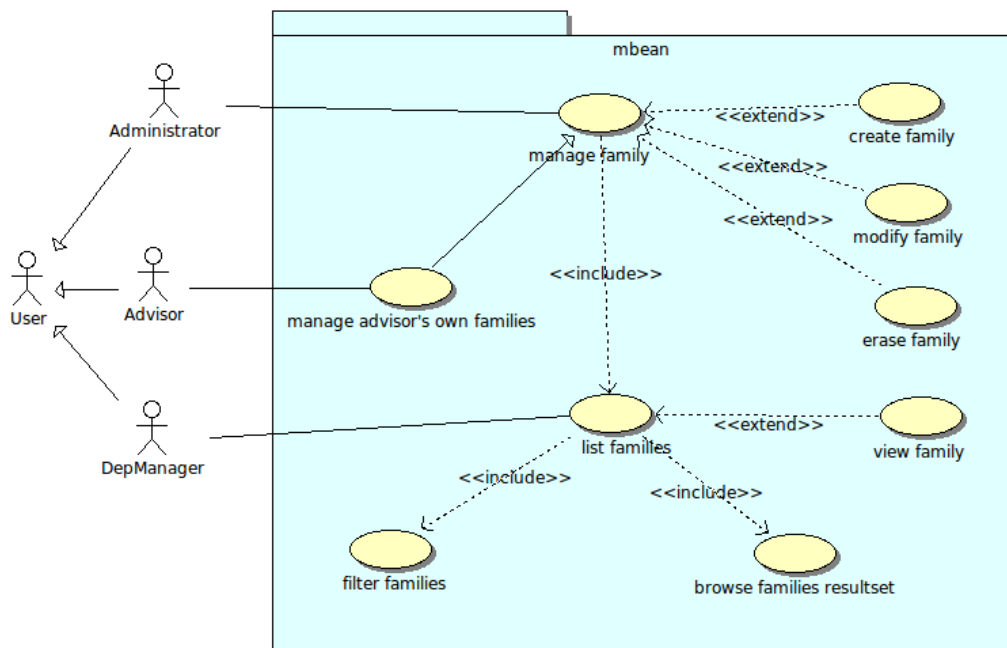 mbean
Administrator
manage family
<<extend>>
create family
<<extend>>
modify family
<<extend>>
<<include>>
User
Advisor
manage advisor's own families
erase family
DepManager
list families
<<extend>>
view family
<<include>>
<<include>>
filter families
browse families resultset